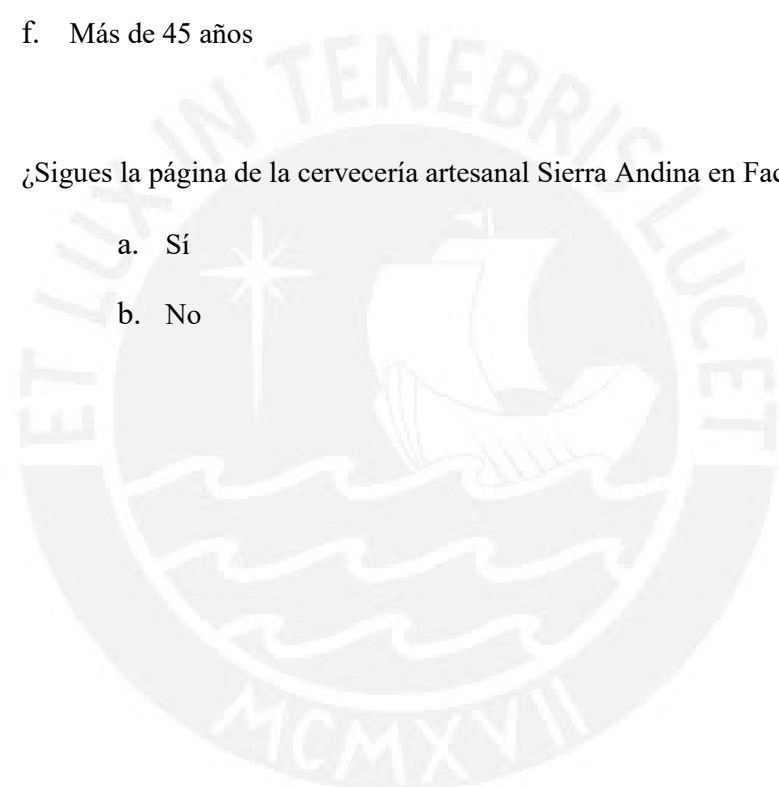 f. Más de 45 años
¿Sigues la página de la cervecería artesanal Sierra Andina en
a. Sí
b. No
ET LUX IN TENEBRIS LUCET
MCMXVII